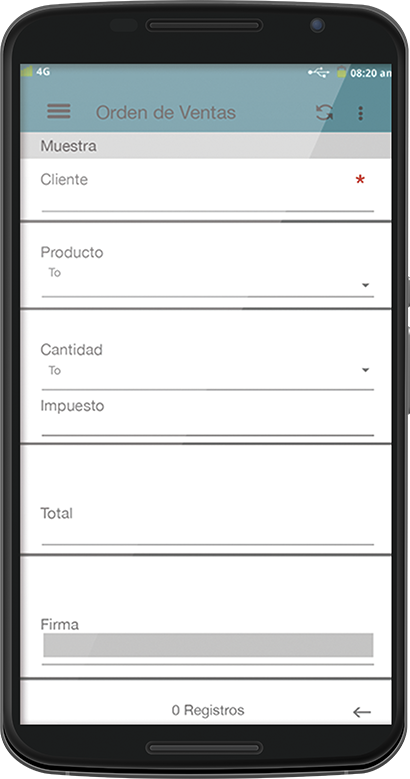 4G 08:20 am
Orden de Ventas
Muestra
Cliente *
Producto
To
Cantidad
To
Impuesto
Total
Firma
0 Registros